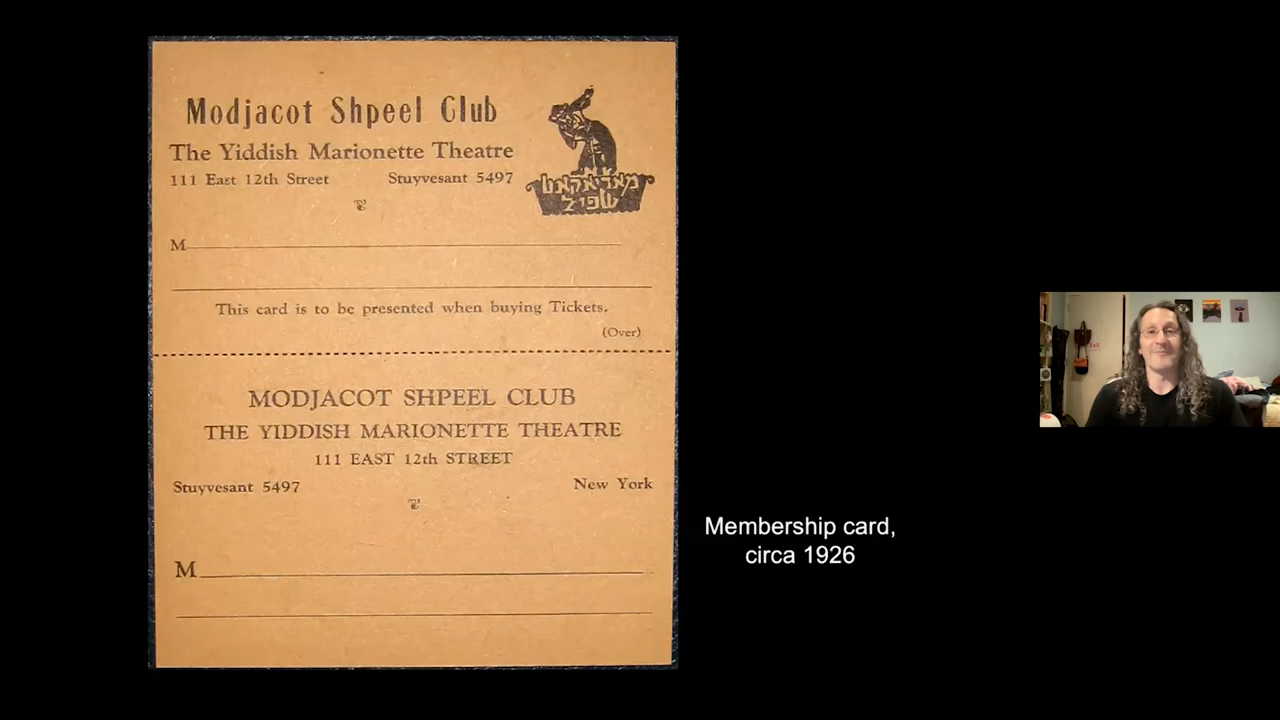 Modjacot Shpeel Club
The Yiddish Marionette Theatre
111 East 12th Street Stuyvesant 5497
מאדזשאקאט
שפיל
M
This card is to be presented when buying Tickets.
(Over)
MODJACOT SHPEEL CLUB
THE YIDDISH MARIONETTE THEATRE
111 EAST 12th STREET
Stuyvesant 5497 New York
M
Membership card,
circa 1926